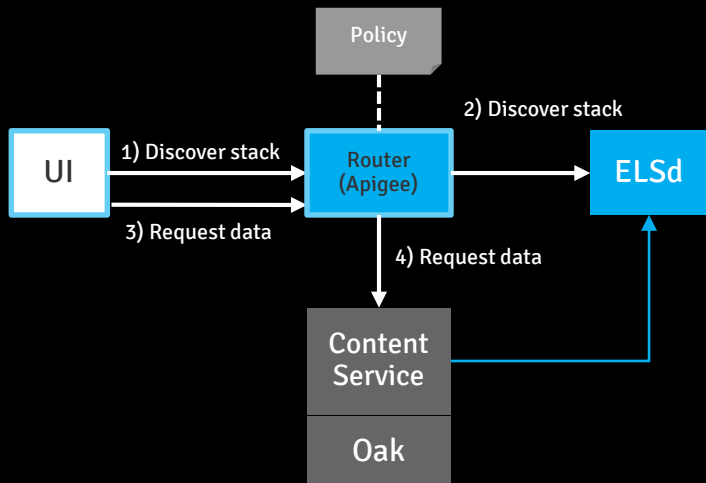 Policy
2) Discover stack
1) Discover stack
UI
Router
(Apigee)
ELSd
3) Request data
4) Request data
Content
Service
Oak